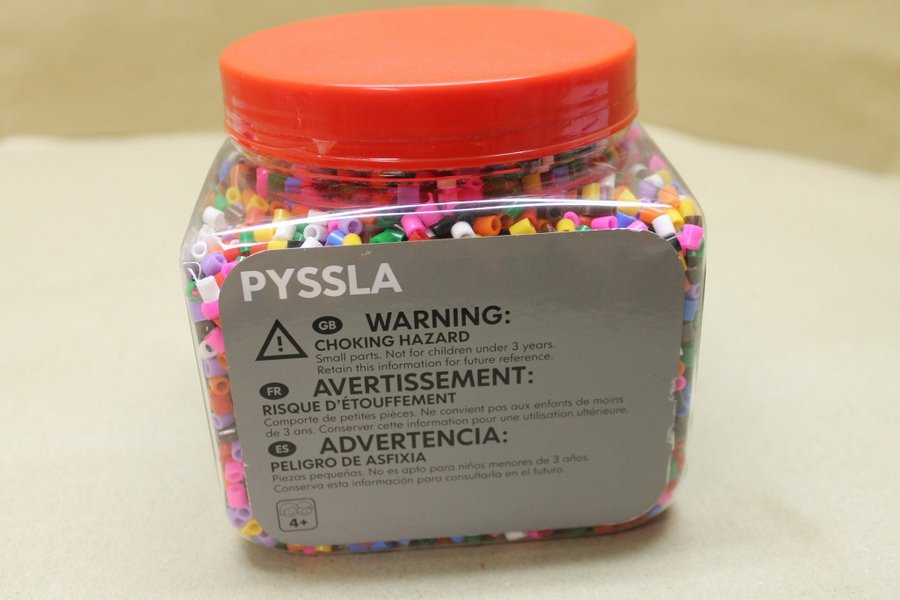 PYSSLA
GB WARNING:
CHOKING HAZARD
Small parts. Not for children under 3 years.
Retain this information for future reference.
FR AVERTISSEMENT:
RISQUE D'ÉTOUFFEMENT
Comporte de petites pièces. Ne convient pas aux enfants de moins
de 3 ans. Conserver cette information pour une utilisation ultérieure.
ES ADVERTENCIA:
PELIGRO DE ASFIXIA
Piezas pequeñas. No es apto para niños menores de 3 años.
Conserva esta información para consultarla en el futuro.
4+